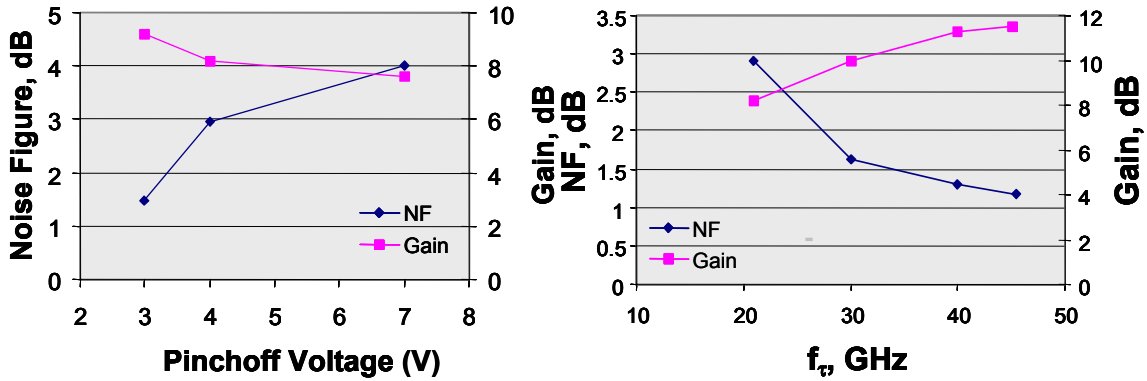 Noise Figure, dB
5
4
3
2
1
0
10
8
6
4
2
0
Gain, dB
NF
Gain
2 3 4 5 6 7 8
Pinchoff Voltage (V)
NF, dB
3.5
3
2.5
2
1.5
1
0.5
0
12
10
8
6
4
2
0
Gain, dB
NF
Gain
10 20 30 40 50
fτ, GHz